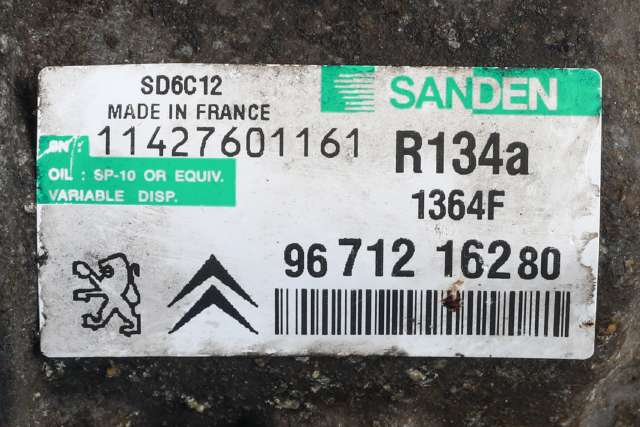 SD6C12
MADE IN FRANCE
SANDEN
SN: 11427601161
OIL : SP-10 OR EQUIV.
VARIABLE DISP.
R134a
1364F
96 712 162 80